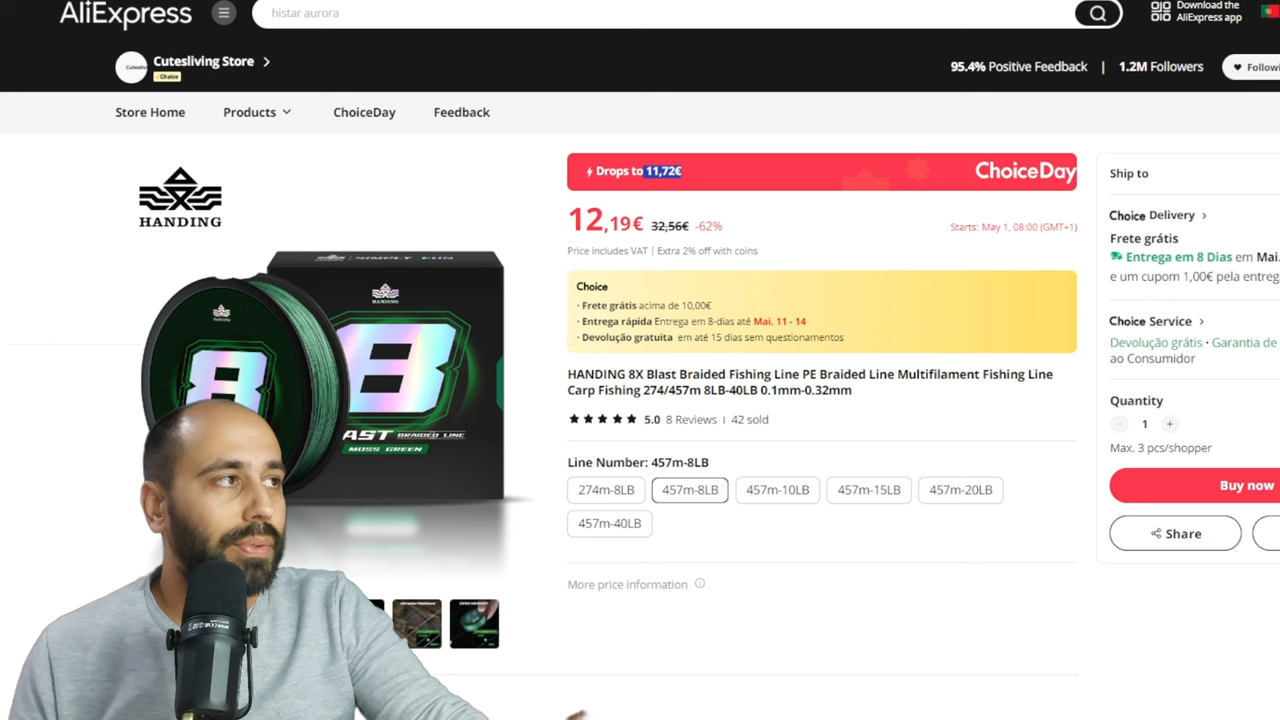 AliExpress
histar aurora
Download the
AliExpress app
Cutesliving Store
Choice
95.4% Positive Feedback | 1.2M Followers
Followi
Store Home Products ChoiceDay Feedback
HANDING
SIMPLY FUN
HANDING
8
8
AST BRAIDED LINE
MOSS GREEN
Drops to 11,72€ ChoiceDay
12,19€ 32,56€ -62% Starts: May 1, 08:00 (GMT+1)
Price includes VAT | Extra 2% off with coins
Choice
· Frete grátis acima de 10,00€
· Entrega rápida Entrega em 8-dias até Mai. 11 - 14
· Devolução gratuita em até 15 dias sem questionamentos
HANDING 8X Blast Braided Fishing Line PE Braided Line Multifilament Fishing Line
Carp Fishing 274/457m 8LB-40LB 0.1mm-0.32mm
5.0 8 Reviews | 42 sold
Line Number: 457m-8LB
274m-8LB 457m-8LB 457m-10LB 457m-15LB 457m-20LB
457m-40LB
More price information
Ship to
Choice Delivery
Frete grátis
Entrega em 8 Dias em Mai.
e um cupom 1,00€ pela entrega
Choice Service
Devolução grátis · Garantia de
ao Consumidor
Quantity
1 +
Max. 3 pcs/shopper
Buy now
Share